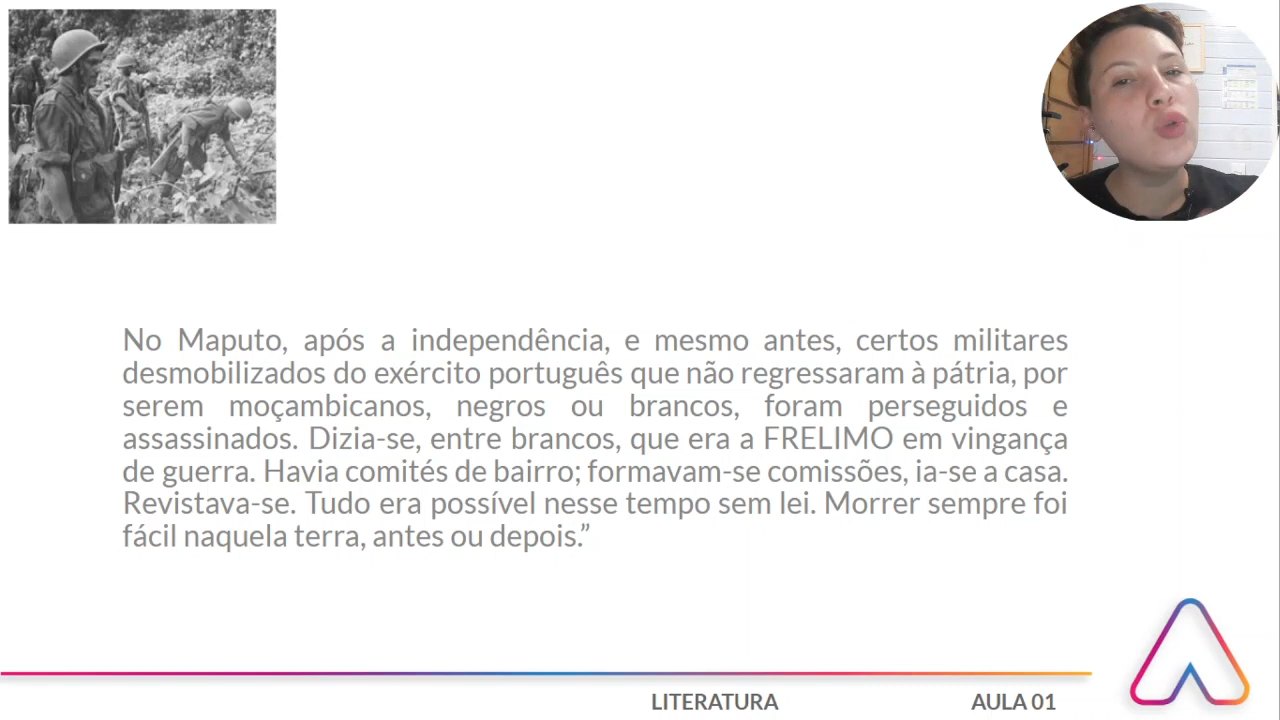 No Maputo, após a independência, e mesmo antes, certos militares
desmobilizados do exército português que não regressaram à pátria, por
serem moçambicanos, negros ou brancos, foram perseguidos e
assassinados. Dizia-se, entre brancos, que era a FRELIMO em vingança
de guerra. Havia comités de bairro; formavam-se comissões, ia-se a casa.
Revistava-se. Tudo era possível nesse tempo sem lei. Morrer sempre foi
fácil naquela terra, antes ou depois.”
LITERATURA
AULA 01